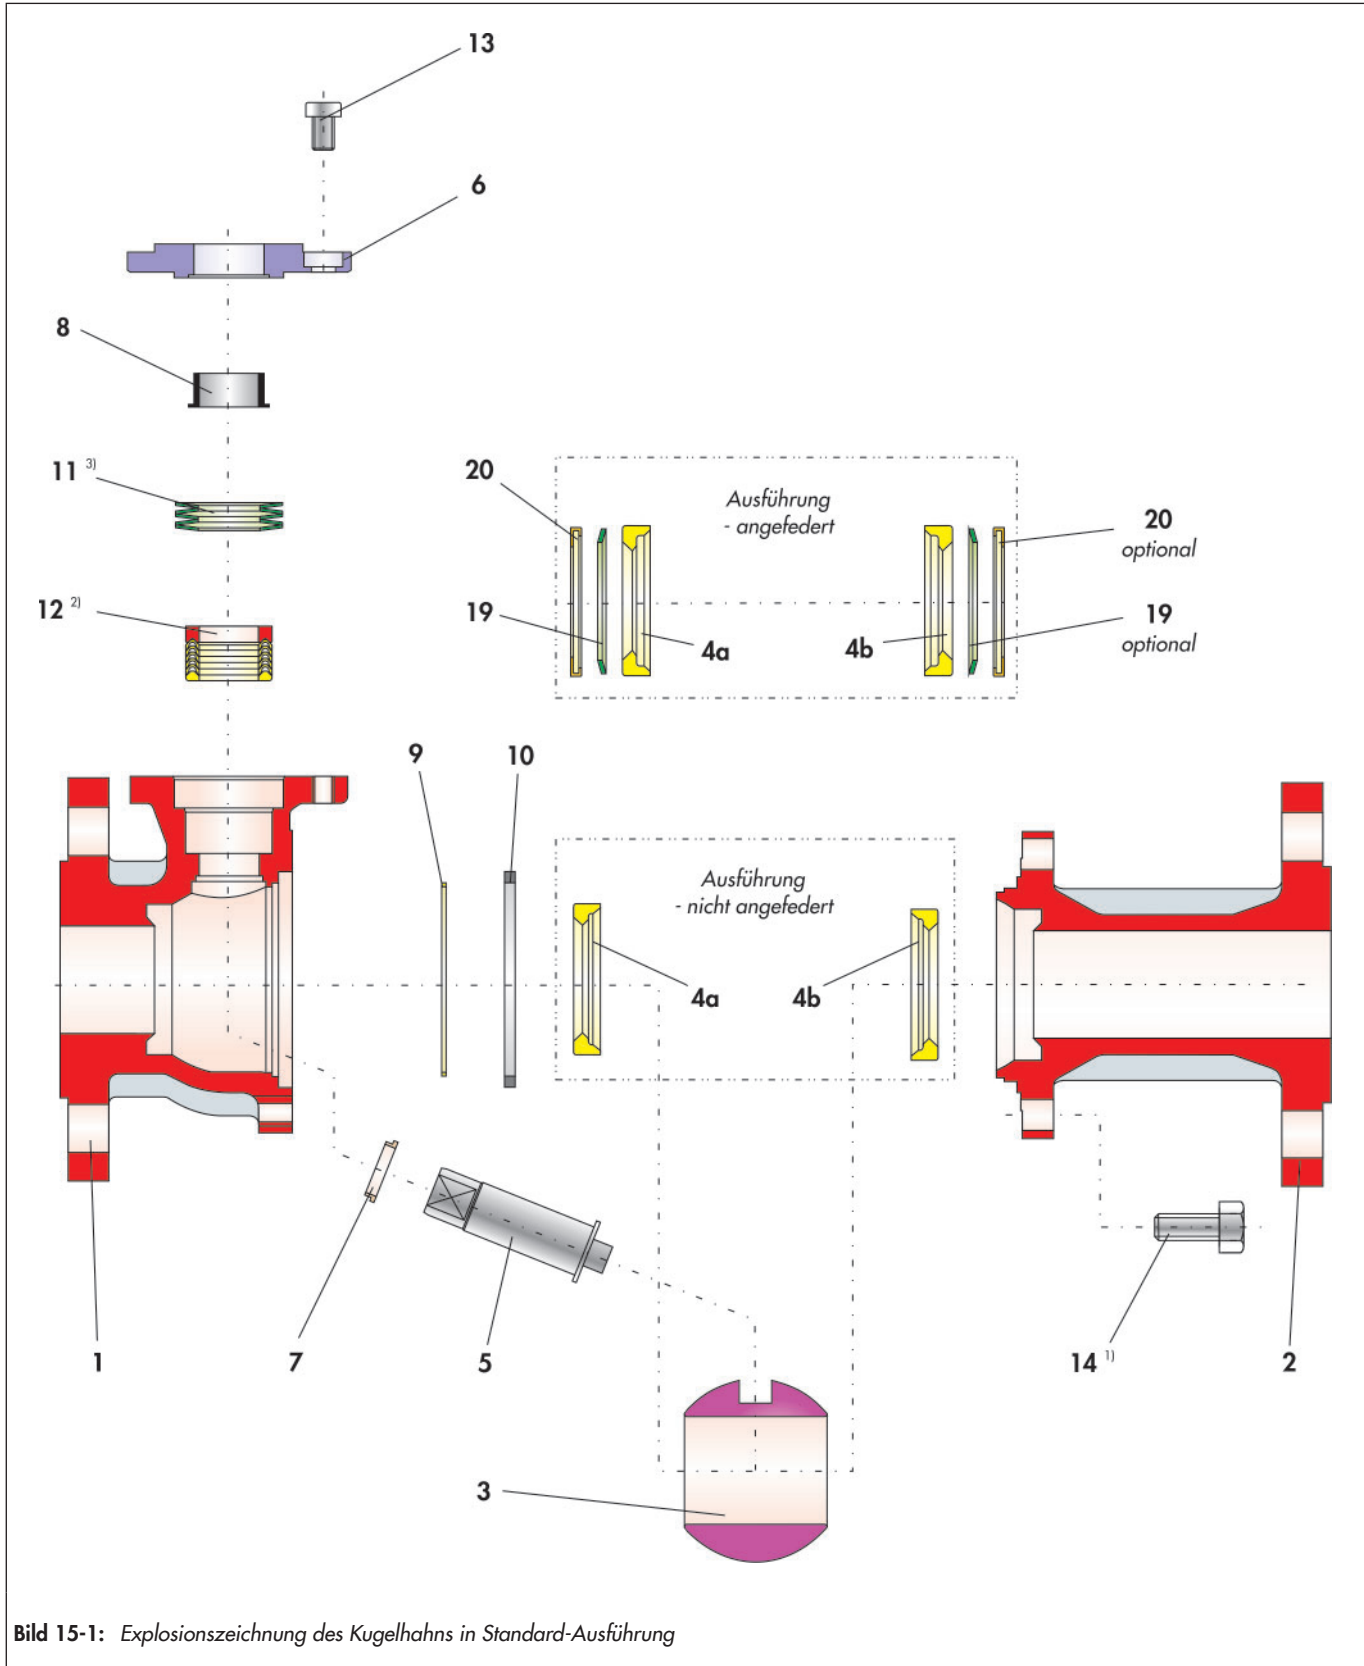 13
6
8
11 3)
12 2)
20
Ausführung
- angefedert
20
optional
19
4a
4b
19
optional
9
10
Ausführung
- nicht angefedert
4a
4b
1
7
5
14 1)
2
3
Bild 15-1: Explosionszeichnung des Kugelhahns in Standard-Ausführung